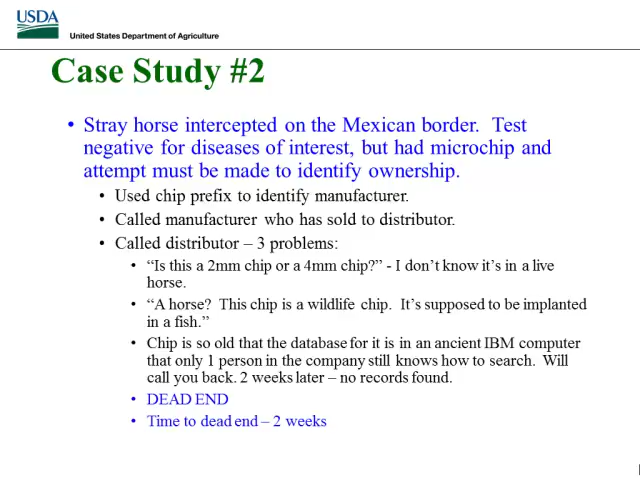 USDA
United States Department of Agriculture
Case Study #2
• Stray horse intercepted on the Mexican border. Test
negative for diseases of interest, but had microchip and
attempt must be made to identify ownership.
• Used chip prefix to identify manufacturer.
• Called manufacturer who has sold to distributor.
• Called distributor – 3 problems:
• “Is this a 2mm chip or a 4mm chip?” - I don’t know it’s in a live
horse.
• “A horse? This chip is a wildlife chip. It’s supposed to be implanted
in a fish.”
• Chip is so old that the database for it is in an ancient IBM computer
that only 1 person in the company still knows how to search. Will
call you back. 2 weeks later – no records found.
• DEAD END
• Time to dead end – 2 weeks